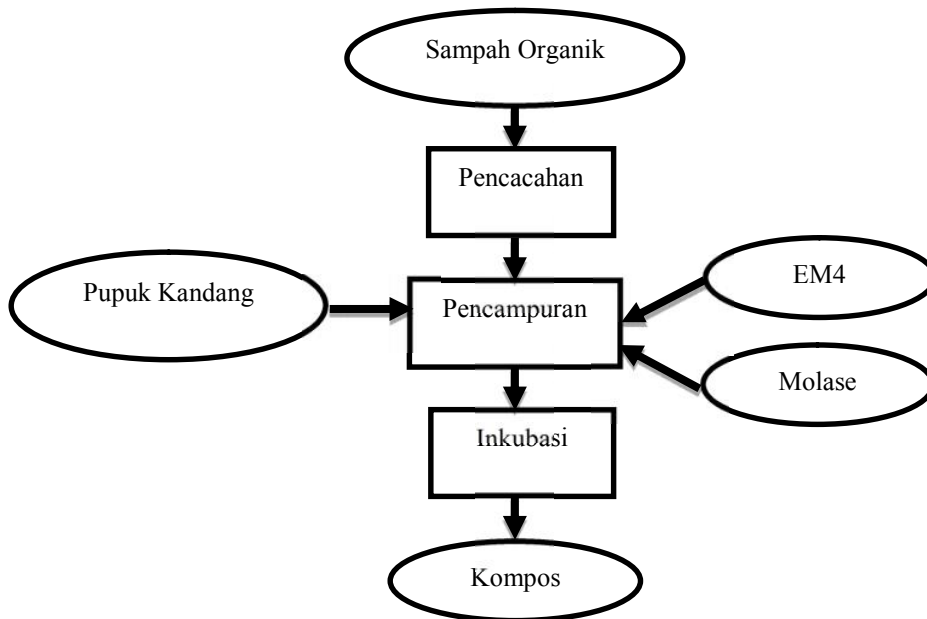 Sampah Organik
Pencacahan
Pupuk Kandang
Pencampuran
EM4
Molase
Inkubasi
Kompos